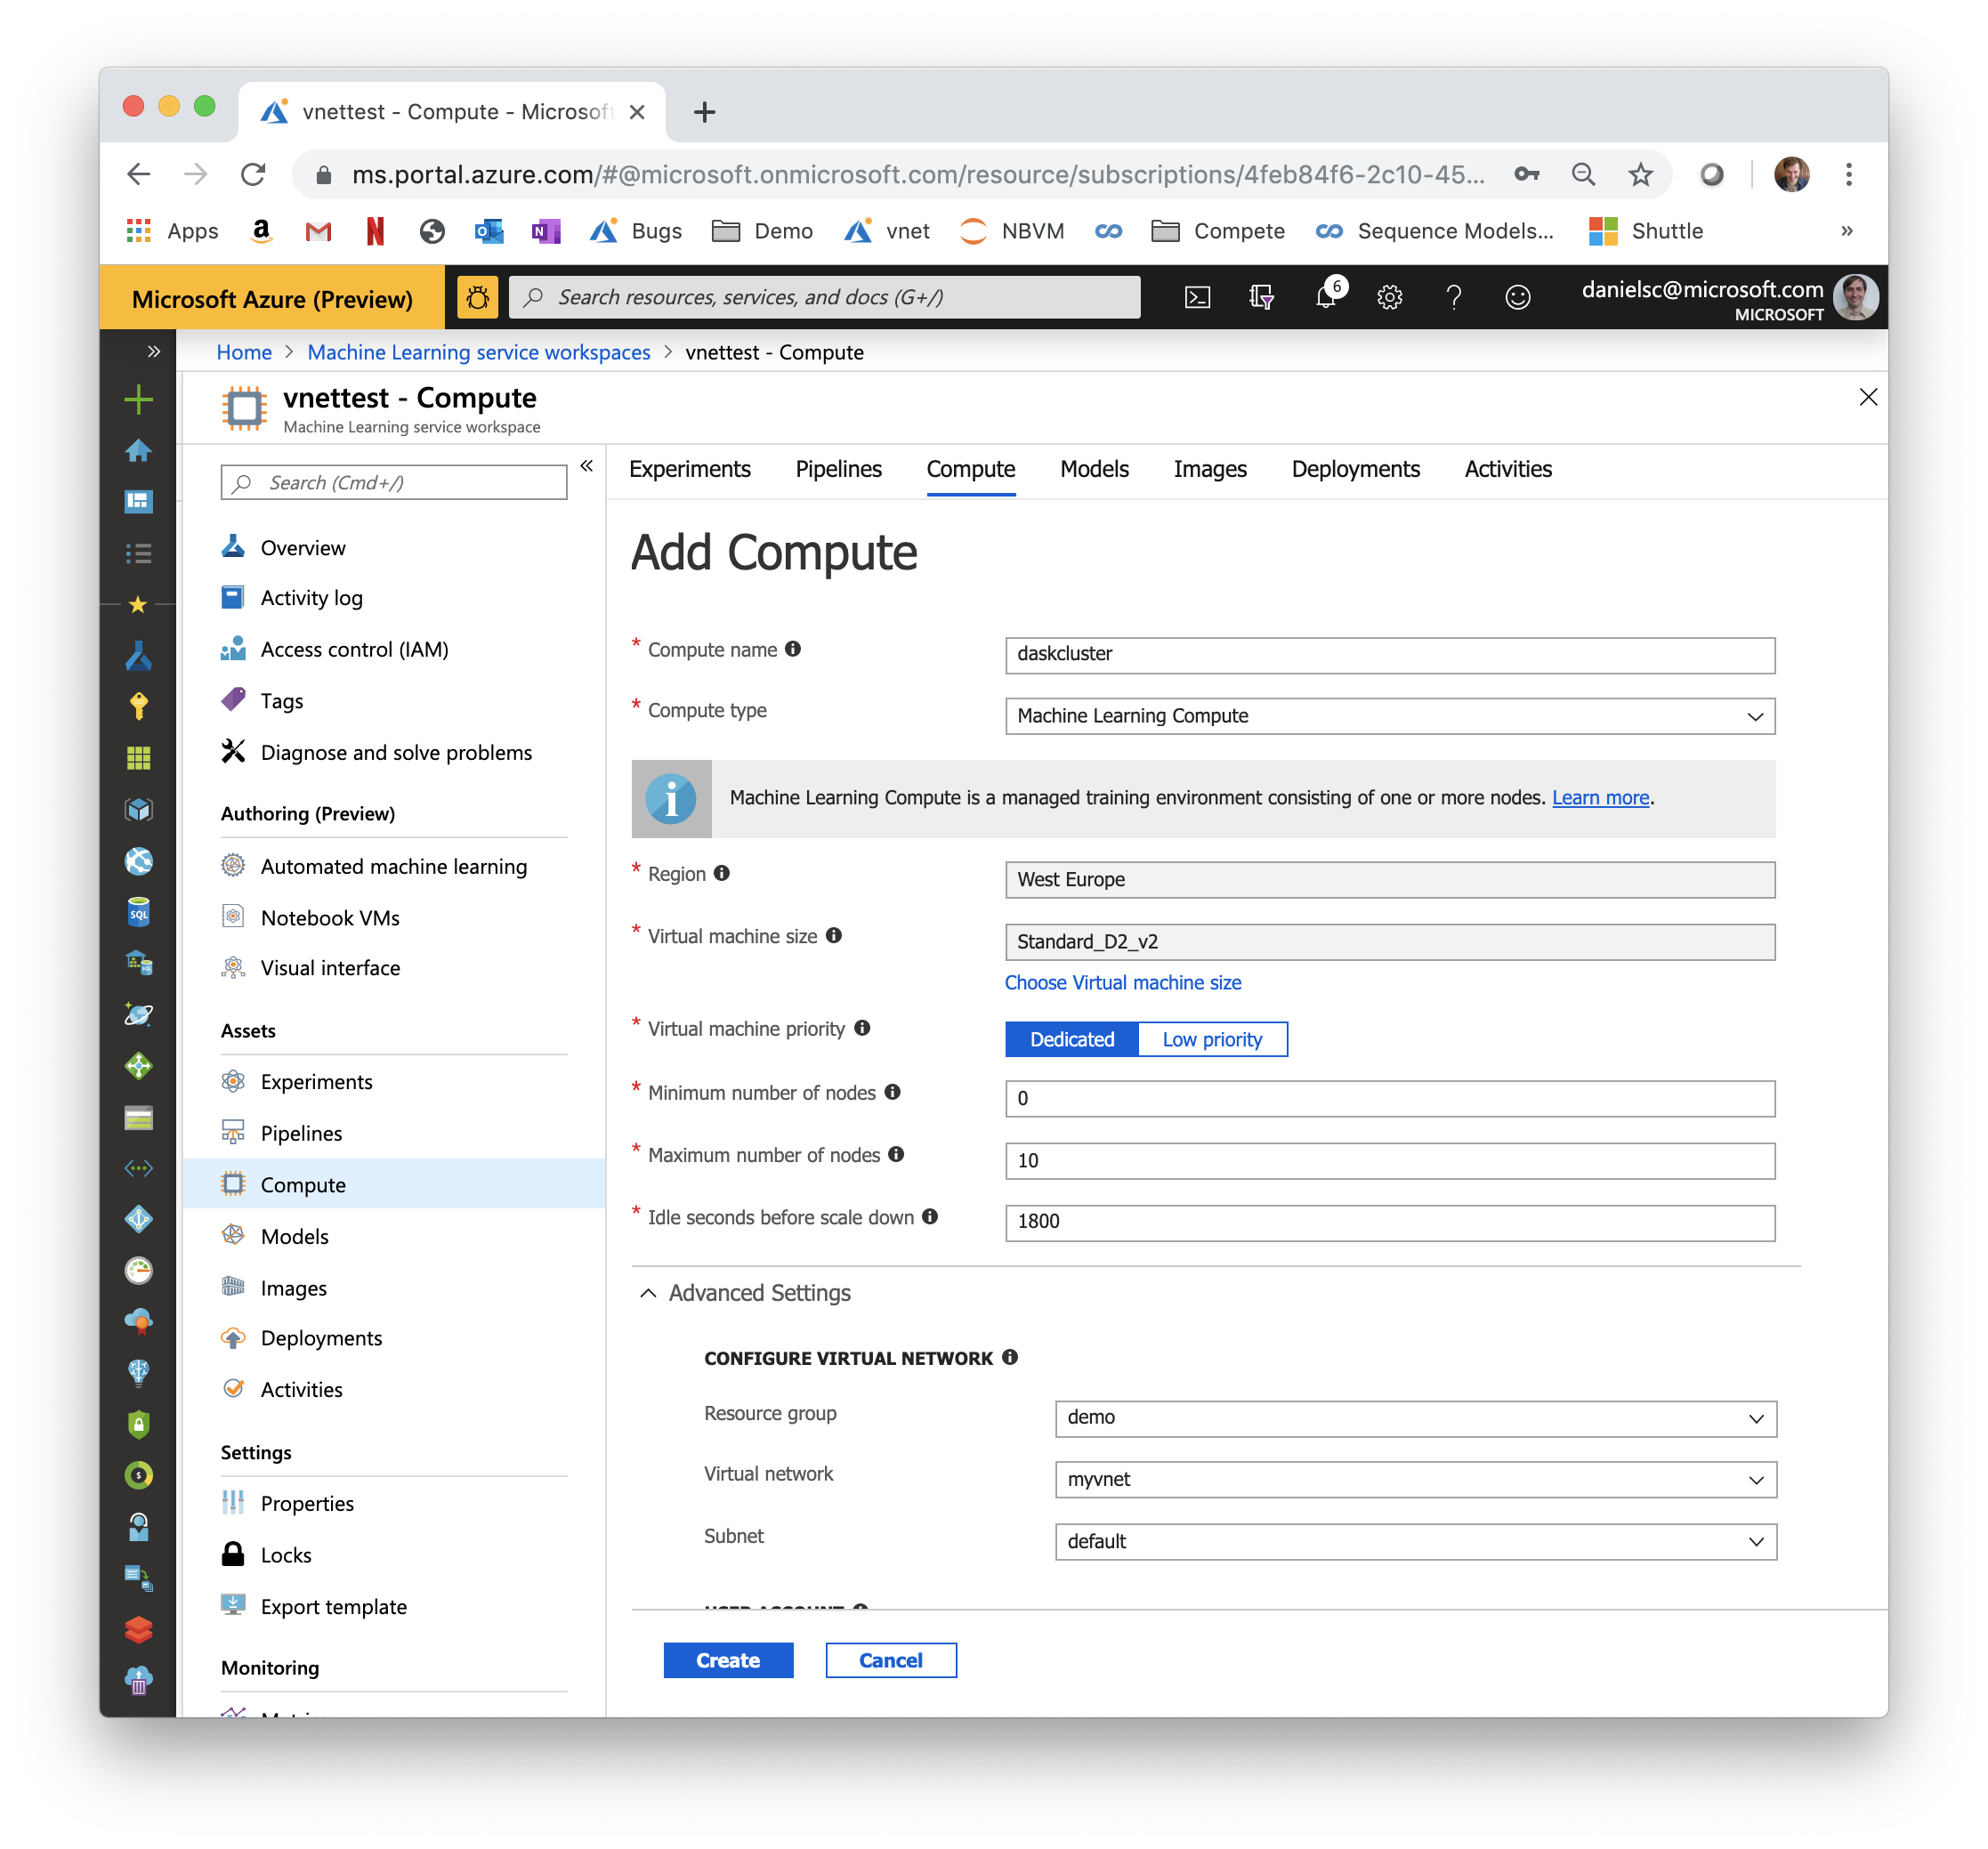 vnettest - Compute - Microsof
ms.portal.azure.com/#@microsoft.onmicrosoft.com/resource/subscriptions/4feb84f6-2c10-45...
Apps Bugs Demo vnet NBVM Compete Sequence Models... Shuttle »
Microsoft Azure (Preview) Search resources, services, and docs (G+/) 6 danielsc@microsoft.com
MICROSOFT
Home > Machine Learning service workspaces > vnettest - Compute
vnettest - Compute
Machine Learning service workspace
Search (Cmd+/)
Overview
Activity log
Access control (IAM)
Tags
Diagnose and solve problems
Authoring (Preview)
Automated machine learning
Notebook VMs
Visual interface
Assets
Experiments
Pipelines
Compute
Models
Images
Deployments
Activities
Settings
Properties
Locks
Export template
Monitoring
Experiments Pipelines Compute Models Images Deployments Activities
Add Compute
* Compute name daskcluster
* Compute type Machine Learning Compute
Machine Learning Compute is a managed training environment consisting of one or more nodes. Learn more.
* Region West Europe
* Virtual machine size Standard_D2_v2
Choose Virtual machine size
* Virtual machine priority Dedicated Low priority
* Minimum number of nodes 0
* Maximum number of nodes 10
* Idle seconds before scale down 1800
Advanced Settings
CONFIGURE VIRTUAL NETWORK
Resource group demo
Virtual network myvnet
Subnet default
USER ACCOUNT
Create Cancel